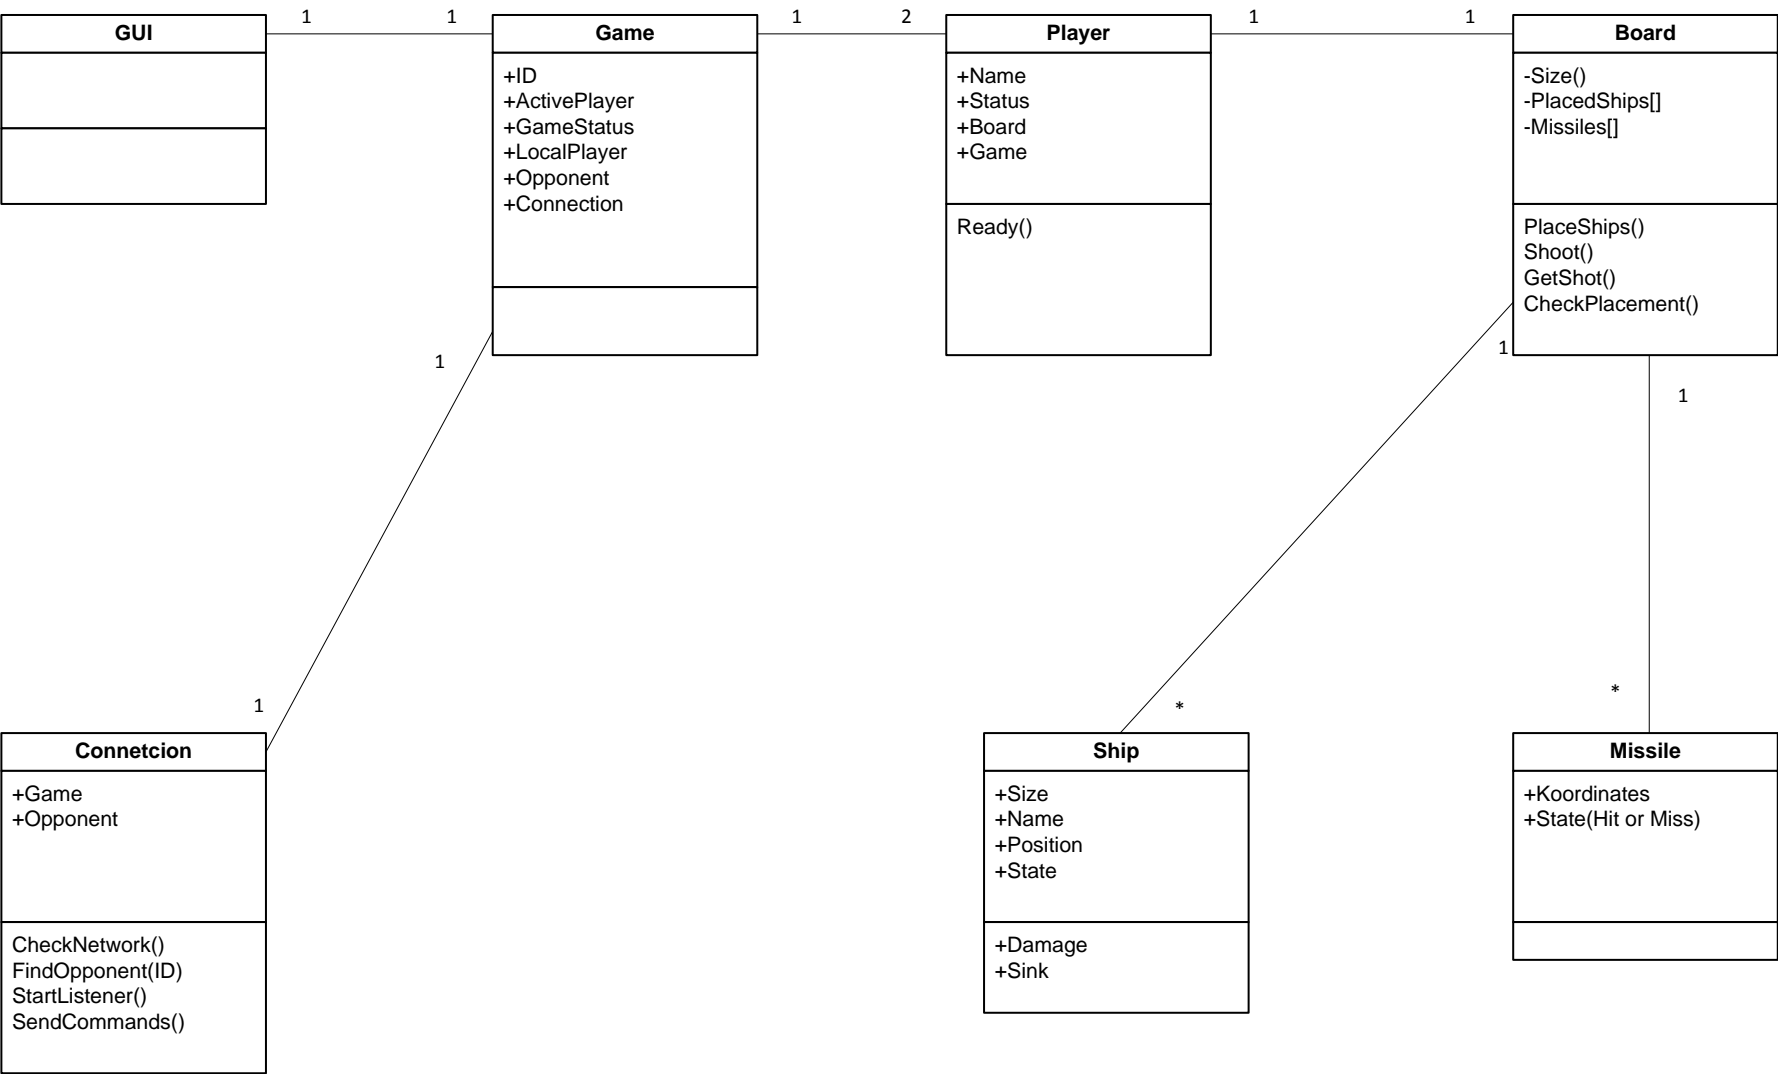 1
1
1
2
1
1
GUI
Game
+ID
+ActivePlayer
+GameStatus
+LocalPlayer
+Opponent
+Connection
Player
+Name
+Status
+Board
+Game
Ready()
Board
-Size()
-PlacedShips[]
-Missiles[]
PlaceShips()
Shoot()
GetShot()
CheckPlacement()
1
1
1
1
*
*
Connetcion
+Game
+Opponent
CheckNetwork()
FindOpponent(ID)
StartListener()
SendCommands()
Ship
+Size
+Name
+Position
+State
+Damage
+Sink
Missile
+Koordinates
+State(Hit or Miss)